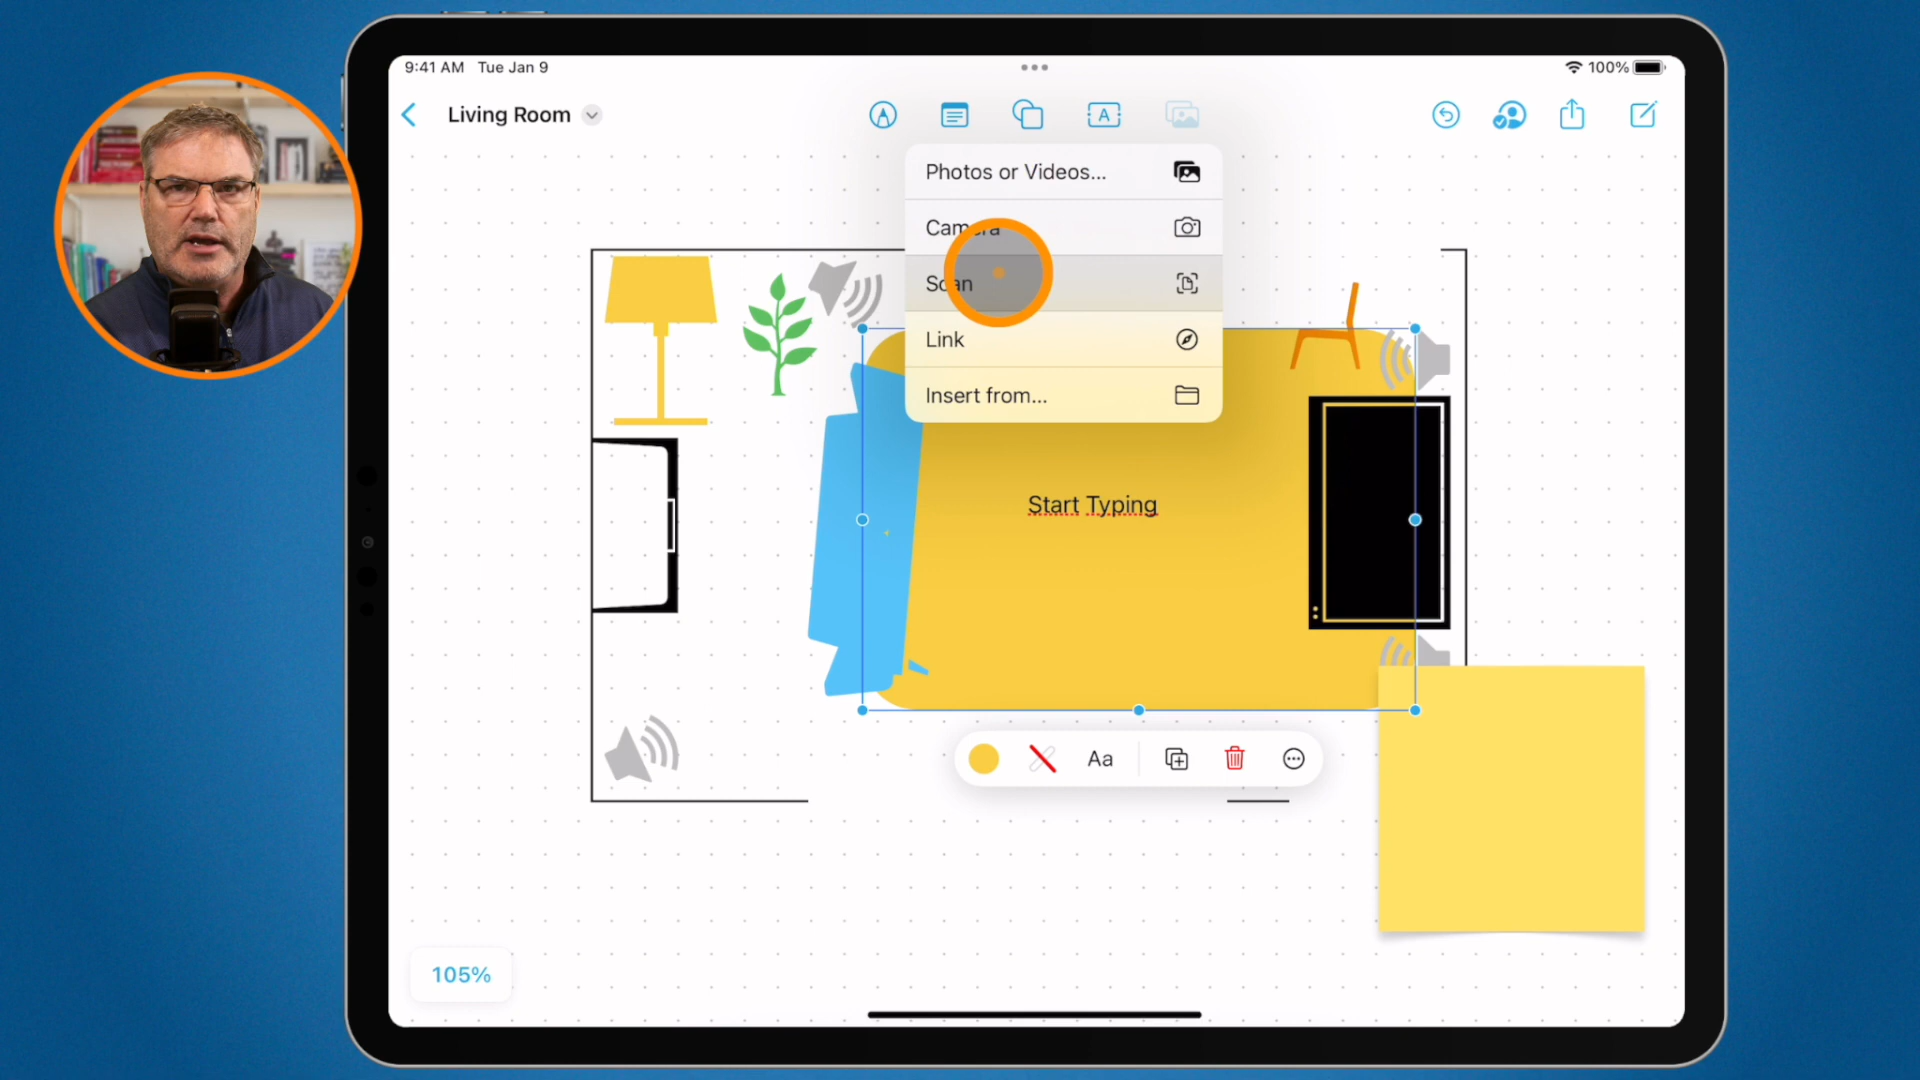 9:41 AM Tue Jan 9
100%
Living Room
A
Photos or Videos...
Camera
Scan
Link
Insert from...
Start Typing
Aa
105%